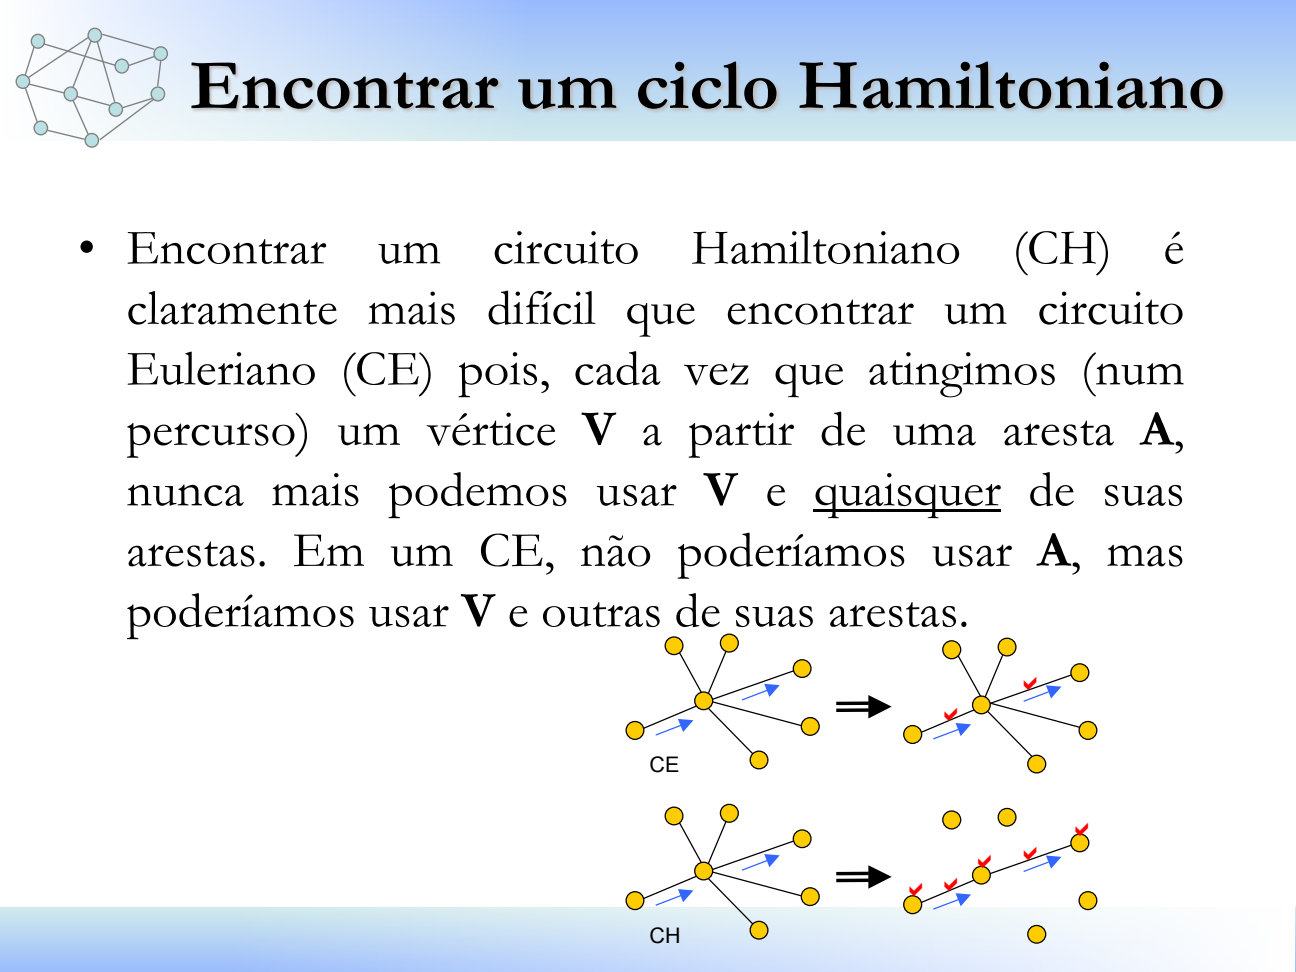 Encontrar um ciclo Hamiltoniano
• Encontrar um circuito Hamiltoniano (CH) é
claramente mais difícil que encontrar um circuito
Euleriano (CE) pois, cada vez que atingimos (num
percurso) um vértice V a partir de uma aresta A,
nunca mais podemos usar V e quaisquer de suas
arestas. Em um CE, não poderíamos usar A, mas
poderíamos usar V e outras de suas arestas.
CE
CH